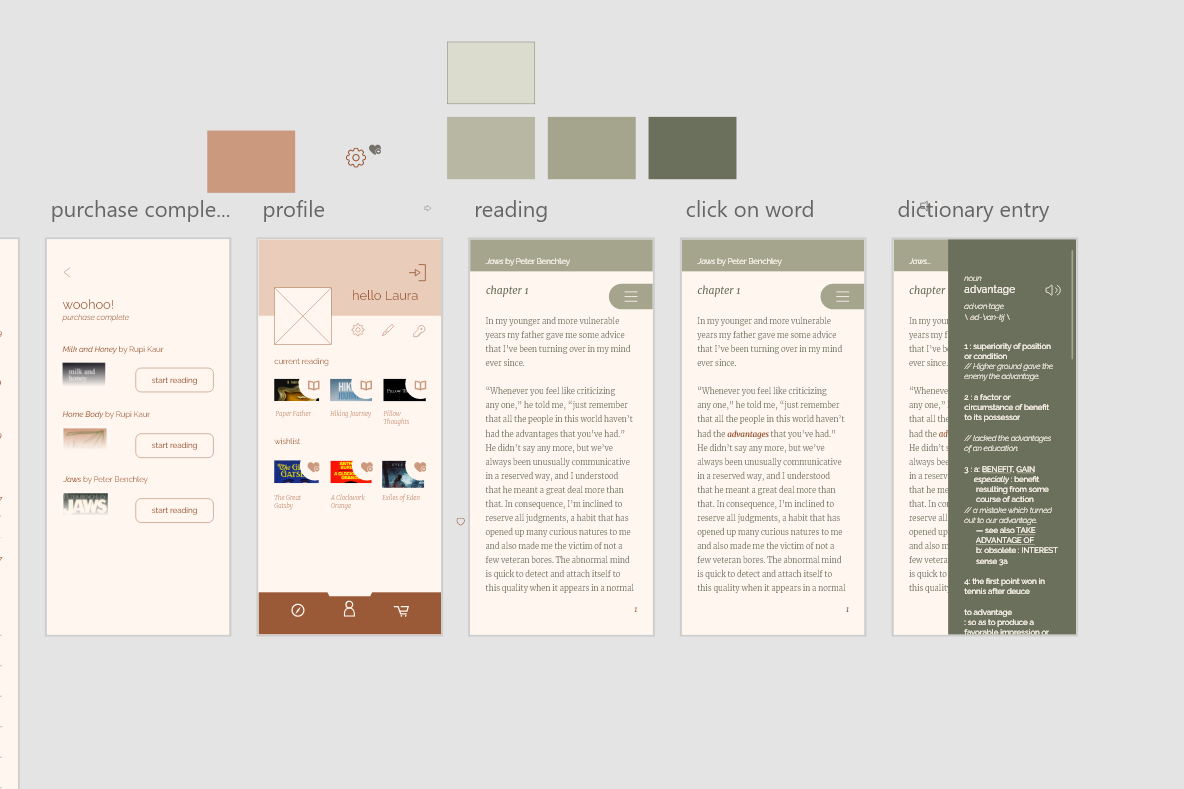 purchase comple...
profile
reading
click on word
dictionary entry
woohoo!
purchase complete
Milk and Honey by Rupi Kaur
milk and
honey
start reading
Home Body by Rupi Kaur
start reading
Jaws by Peter Benchley
JAWS
start reading
hello Laura
current reading
Paper Father
Hiking Journey
Pillow
Thoughts
wishlist
The Great
Gatsby
A Clockwork
Orange
Exiles of Eden
Jaws by Peter Benchley
chapter 1
In my younger and more vulnerable
years my father gave me some advice
that I've been turning over in my mind
ever since.
“Whenever you feel like criticizing
any one,” he told me, “just remember
that all the people in this world haven't
had the advantages that you've had.”
He didn't say any more, but we've
always been unusually communicative
in a reserved way, and I understood
that he meant a great deal more than
that. In consequence, I'm inclined to
reserve all judgments, a habit that has
opened up many curious natures to me
and also made me the victim of not a
few veteran bores. The abnormal mind
is quick to detect and attach itself to
this quality when it appears in a normal
1
Jaws by Peter Benchley
chapter 1
In my younger and more vulnerable
years my father gave me some advice
that I've been turning over in my mind
ever since.
“Whenever you feel like criticizing
any one,” he told me, “just remember
that all the people in this world haven't
had the advantages that you've had.”
He didn't say any more, but we've
always been unusually communicative
in a reserved way, and I understood
that he meant a great deal more than
that. In consequence, I'm inclined to
reserve all judgments, a habit that has
opened up many curious natures to me
and also made me the victim of not a
few veteran bores. The abnormal mind
is quick to detect and attach itself to
this quality when it appears in a normal
1
Jaws...
chapter
In my you
years my f
that I've be
ever since.
“Wheneve
any one,”
that all the
had the ad
He didn't s
always bee
in a reserv
that he me
that. In co
reserve all
opened up
and also m
few vetera
is quick to
this quality
noun
advantage
ad·van·tage
\ əd-ˈvan-tij \
1 : superiority of position
or condition
// Higher ground gave the
enemy the advantage.
2 : a factor or
circumstance of benefit
to its possessor
// lacked the advantages
of an education.
3 : a: BENEFIT, GAIN
especially : benefit
resulting from some
course of action
// a mistake which turned
out to our advantage.
— see also TAKE
ADVANTAGE OF
b: obsolete : INTEREST
sense 3a
4: the first point won in
tennis after deuce
to advantage
: so as to produce a
favorable impression or